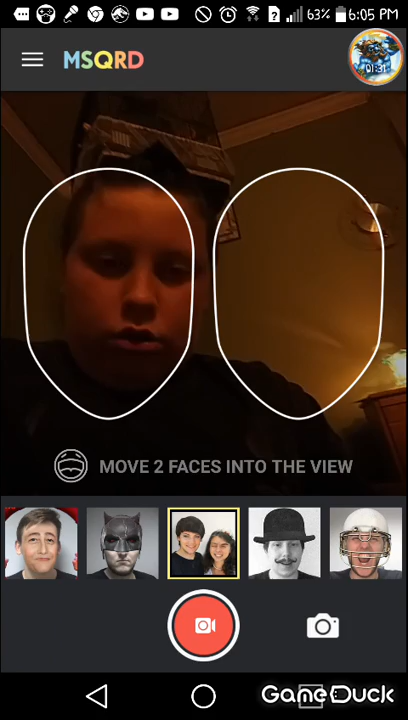 63% 6:05 PM
MSQRD
01:31
MOVE 2 FACES INTO THE VIEW
GameDuck